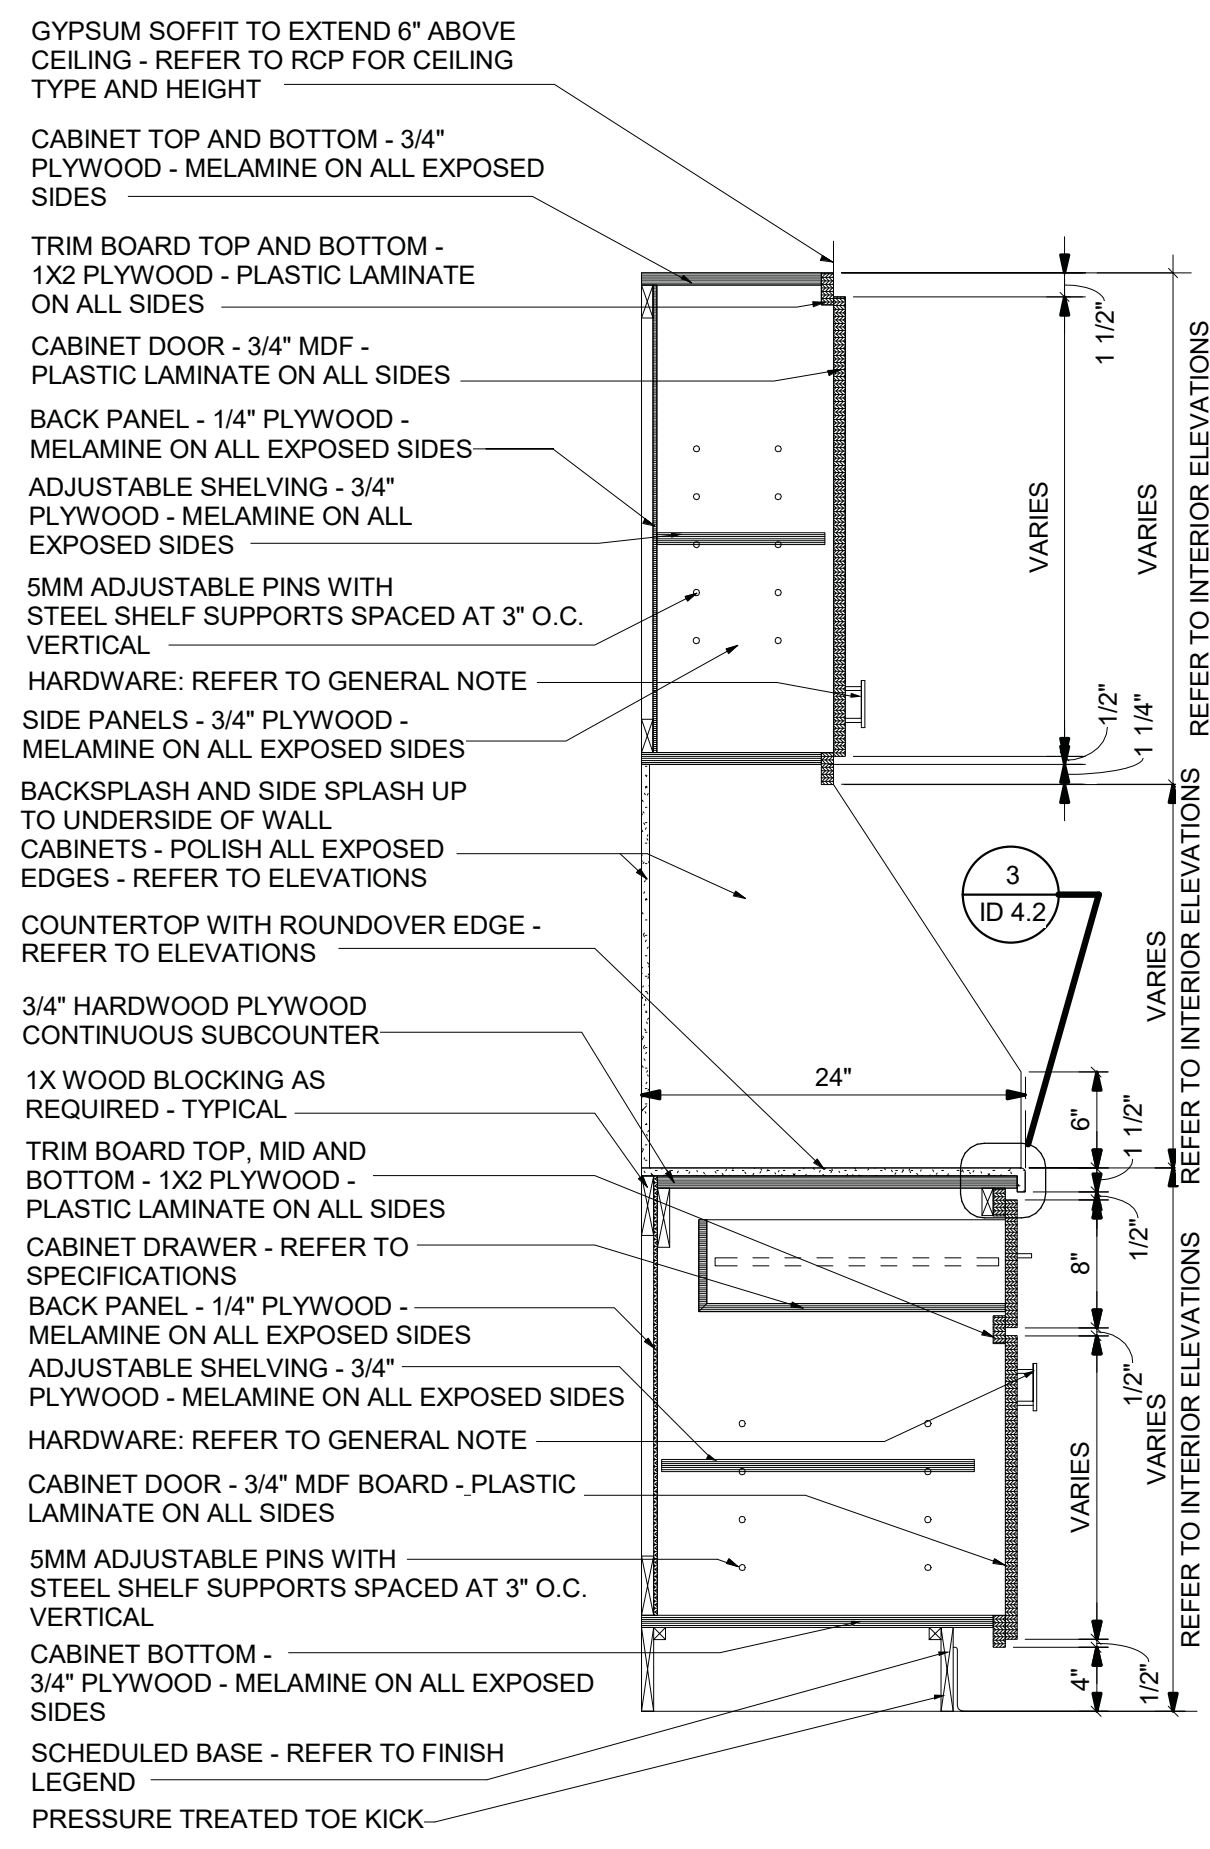 GYPSUM SOFFIT TO EXTEND 6" ABOVE
CEILING - REFER TO RCP FOR CEILING
TYPE AND HEIGHT
CABINET TOP AND BOTTOM - 3/4"
PLYWOOD - MELAMINE ON ALL EXPOSED
SIDES
TRIM BOARD TOP AND BOTTOM -
1X2 PLYWOOD - PLASTIC LAMINATE
ON ALL SIDES
CABINET DOOR - 3/4" MDF -
PLASTIC LAMINATE ON ALL SIDES
BACK PANEL - 1/4" PLYWOOD -
MELAMINE ON ALL EXPOSED SIDES
ADJUSTABLE SHELVING - 3/4"
PLYWOOD - MELAMINE ON ALL
EXPOSED SIDES
5MM ADJUSTABLE PINS WITH
STEEL SHELF SUPPORTS SPACED AT 3" O.C.
VERTICAL
HARDWARE: REFER TO GENERAL NOTE
SIDE PANELS - 3/4" PLYWOOD -
MELAMINE ON ALL EXPOSED SIDES
BACKSPLASH AND SIDE SPLASH UP
TO UNDERSIDE OF WALL
CABINETS - POLISH ALL EXPOSED
EDGES - REFER TO ELEVATIONS
COUNTERTOP WITH ROUNDOVER EDGE -
REFER TO ELEVATIONS
3/4" HARDWOOD PLYWOOD
CONTINUOUS SUBCOUNTER
1X WOOD BLOCKING AS
REQUIRED - TYPICAL
TRIM BOARD TOP, MID AND
BOTTOM - 1X2 PLYWOOD -
PLASTIC LAMINATE ON ALL SIDES
CABINET DRAWER - REFER TO
SPECIFICATIONS
BACK PANEL - 1/4" PLYWOOD -
MELAMINE ON ALL EXPOSED SIDES
ADJUSTABLE SHELVING - 3/4"
PLYWOOD - MELAMINE ON ALL EXPOSED SIDES
HARDWARE: REFER TO GENERAL NOTE
CABINET DOOR - 3/4" MDF BOARD - PLASTIC
LAMINATE ON ALL SIDES
5MM ADJUSTABLE PINS WITH
STEEL SHELF SUPPORTS SPACED AT 3" O.C.
VERTICAL
CABINET BOTTOM -
3/4" PLYWOOD - MELAMINE ON ALL EXPOSED
SIDES
SCHEDULED BASE - REFER TO FINISH
LEGEND
PRESSURE TREATED TOE KICK
1 1/2"
VARIES
VARIES
REFER TO INTERIOR ELEVATIONS
1/2"
1 1/4"
3
ID 4.2
VARIES
REFER TO INTERIOR ELEVATIONS
24"
6"
1 1/2"
1/2"
8"
1/2"
VARIES
VARIES
REFER TO INTERIOR ELEVATIONS
4"
1/2"